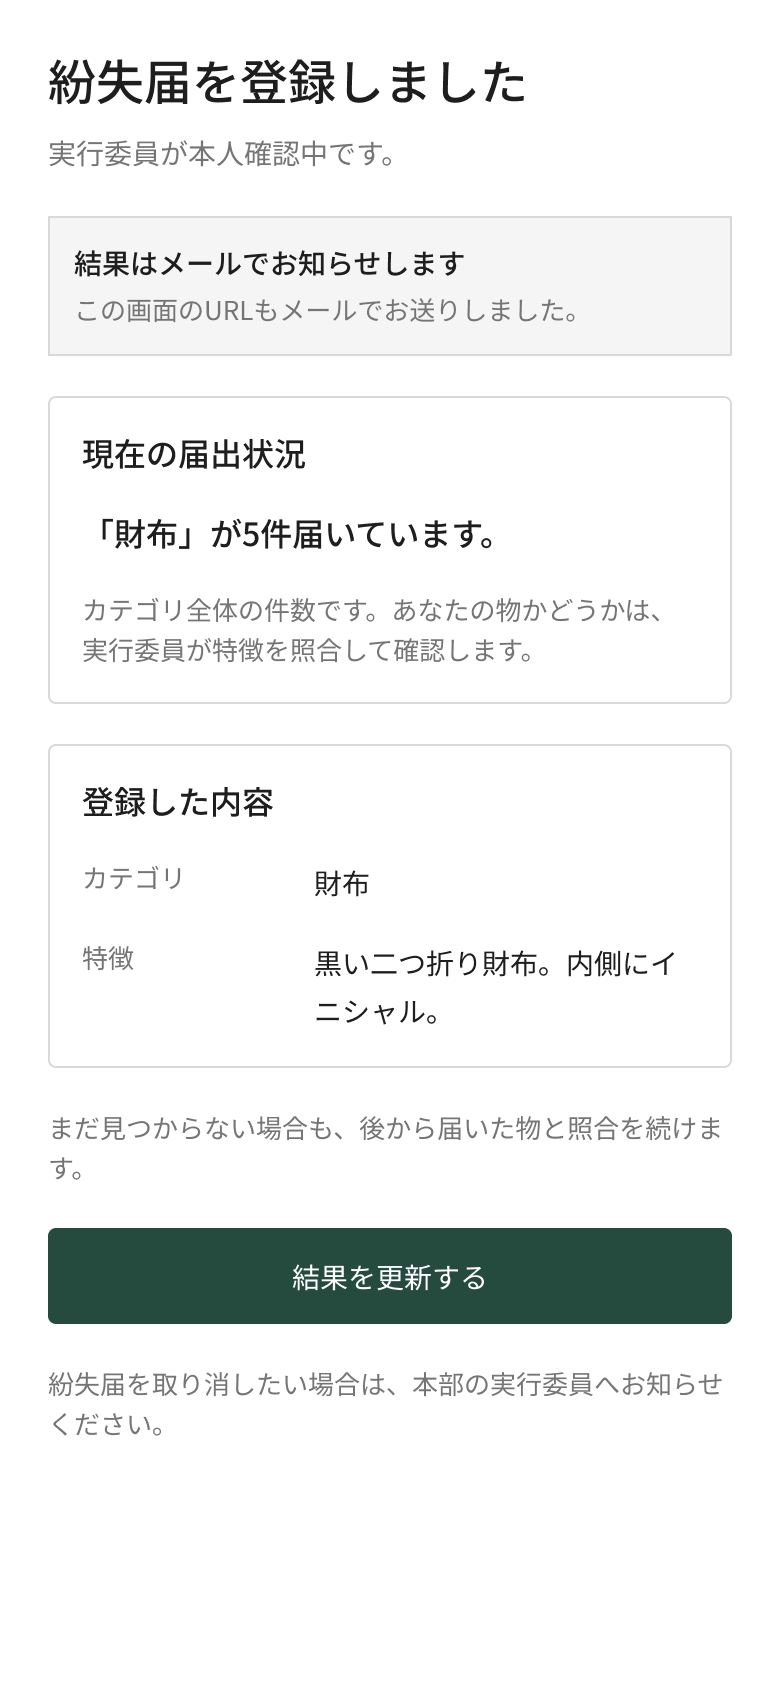 紛失届を登録しました
実行委員が本人確認中です。
結果はメールでお知らせします
この画面のURLもメールでお送りしました。
現在の届出状況
「財布」が5件届いています。
カテゴリ全体の件数です。あなたの物かどうかは、
実行委員が特徴を照合して確認します。
登録した内容
カテゴリ 財布
特徴 黒い二つ折り財布。内側にイ
ニシャル。
まだ見つからない場合も、後から届いた物と照合を続けま
す。
結果を更新する
紛失届を取り消したい場合は、本部の実行委員へお知らせ
ください。